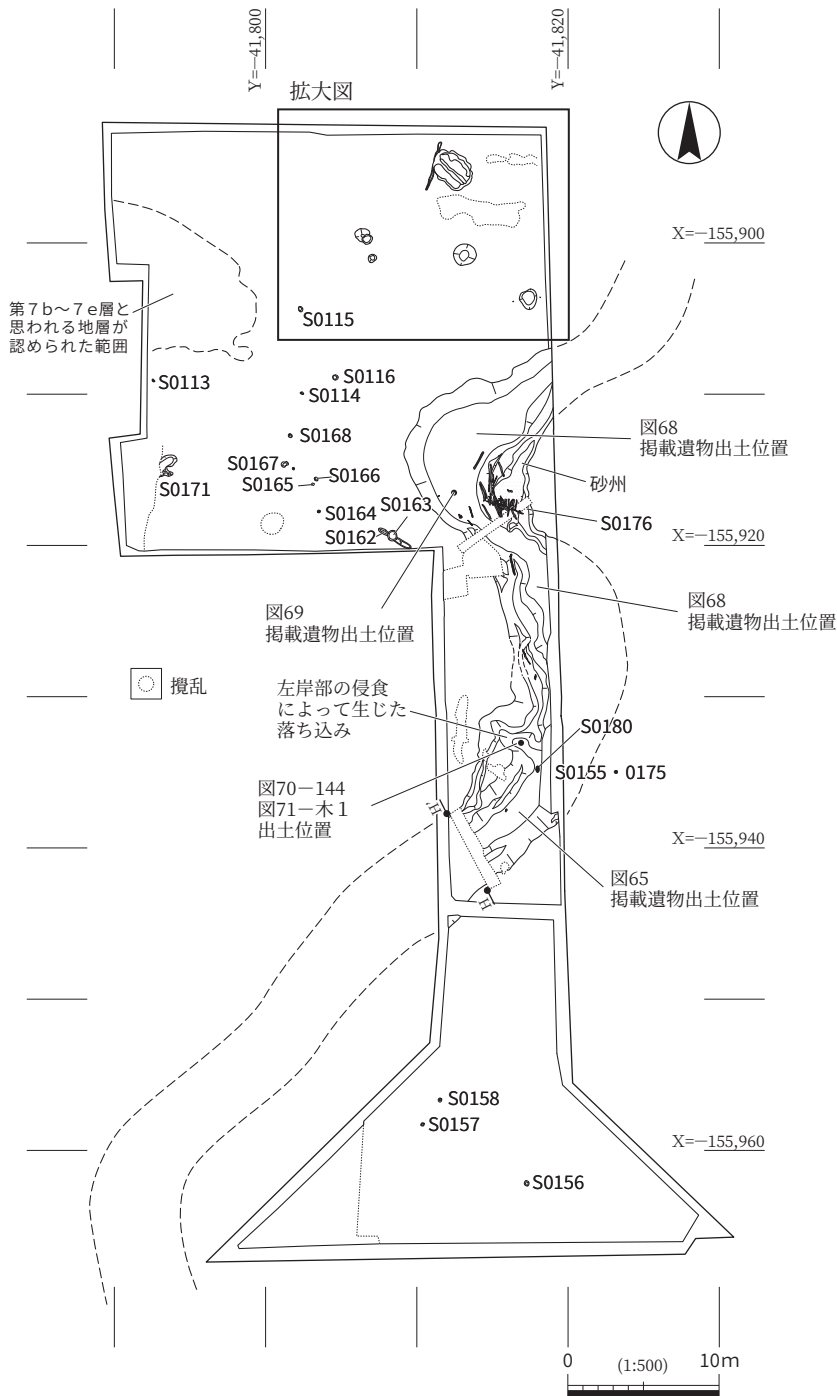 Y=−41,800
Y=−41,820
拡大図
X=−155,900
第７ｂ～７ｅ層と
思われる地層が
認められた範囲
S0115
S0113
S0116
S0114
S0168
図68
掲載遺物出土位置
S0167
S0166
S0165
S0171
砂州
S0163
S0164
S0162
S0176
X=−155,920
図69
掲載遺物出土位置
図68
掲載遺物出土位置
攪乱
左岸部の侵食
によって生じた
落ち込み
S0180
S0155・0175
図70−144
図71−木１
出土位置
H
X=−155,940
図65
掲載遺物出土位置
H
S0158
S0157
X=−155,960
S0156
0
(1:500)
10m